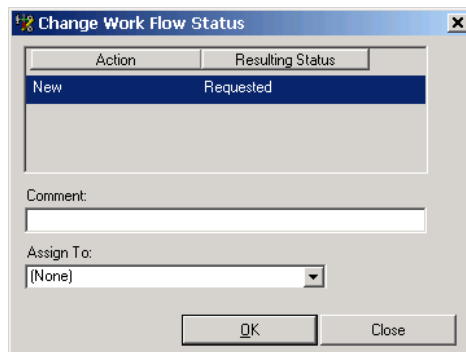 Change Work Flow Status
Action Resulting Status
New Requested
Comment:
Assign To:
(None)
OK Close